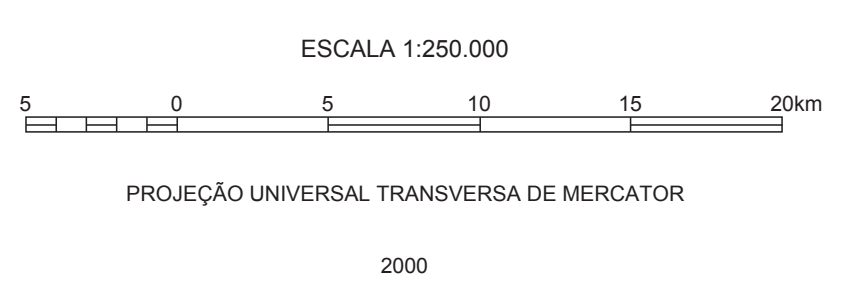 ESCALA 1:250.000
5 0 5 10 15 20km
PROJEÇÃO UNIVERSAL TRANSVERSA DE MERCATOR
2000